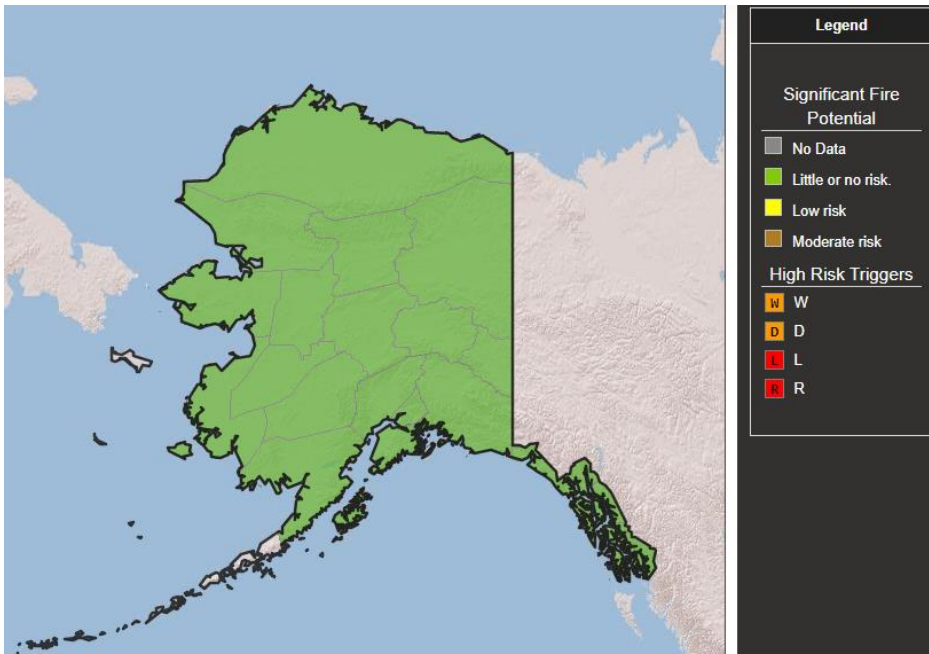 Legend
Significant Fire
Potential
No Data
Little or no risk.
Low risk
Moderate risk
High Risk Triggers
W W
D D
L L
R R